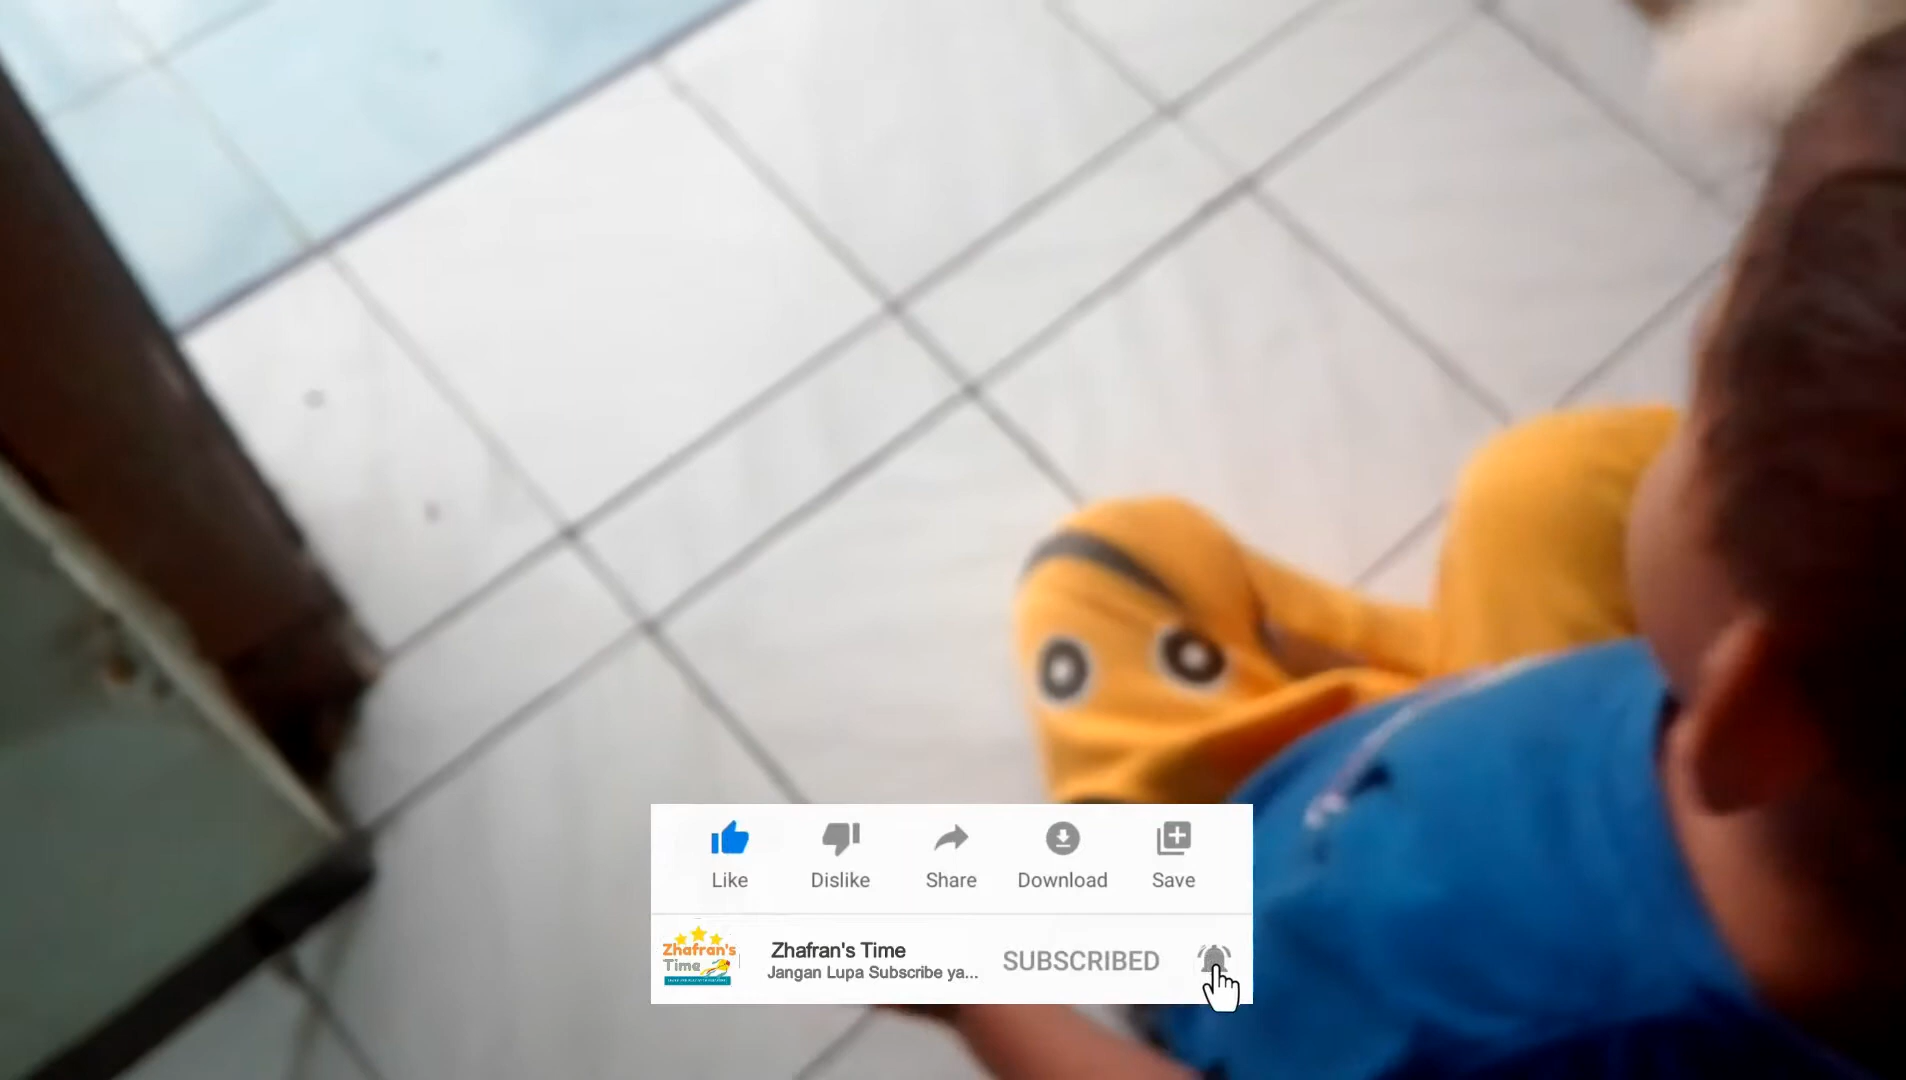 Like
Dislike
Share
Download
Save
Zhafran's
Time
Zhafran's Time
Jangan Lupa Subscribe ya...
SUBSCRIBED